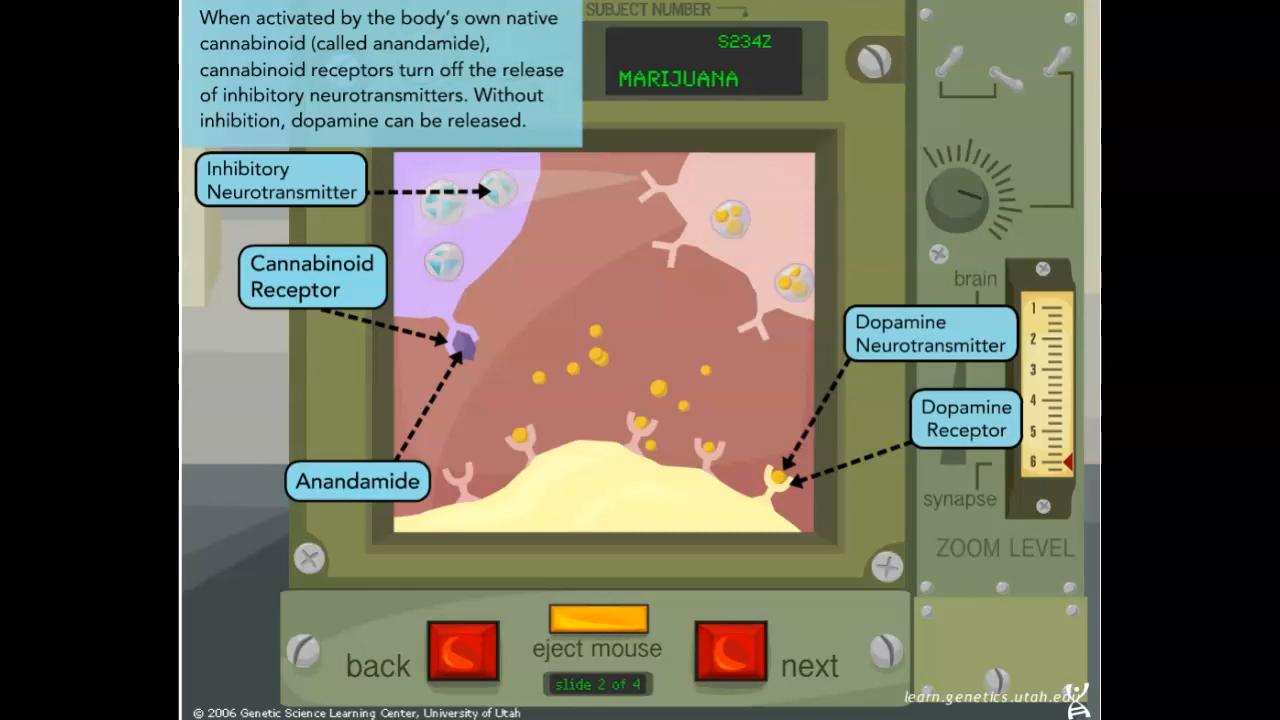 When activated by the body's own native
cannabinoid (called anandamide),
cannabinoid receptors turn off the release
of inhibitory neurotransmitters. Without
inhibition, dopamine can be released.
SUBJECT NUMBER
S234Z
MARIJUANA
Inhibitory
Neurotransmitter
Cannabinoid
Receptor
Anandamide
Dopamine
Neurotransmitter
Dopamine
Receptor
brain
1
2
3
4
5
6
synapse
ZOOM LEVEL
back
eject mouse
next
slide 2 of 4
learn.genetics.utah.edu
© 2006 Genetic Science Learning Center, University of Utah